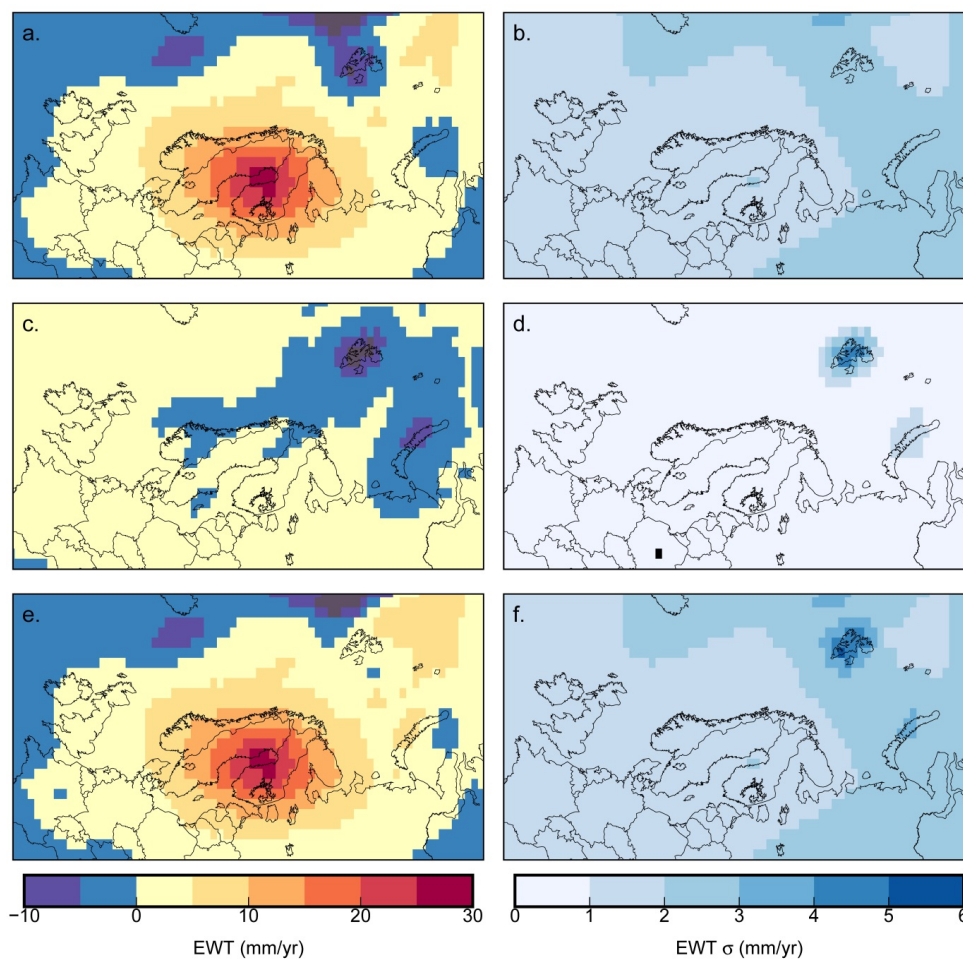 a.
b.
c.
d.
e.
f.
−10 0 10 20 30
0 1 2 3 4 5 6
EWT (mm/yr)
EWT σ (mm/yr)